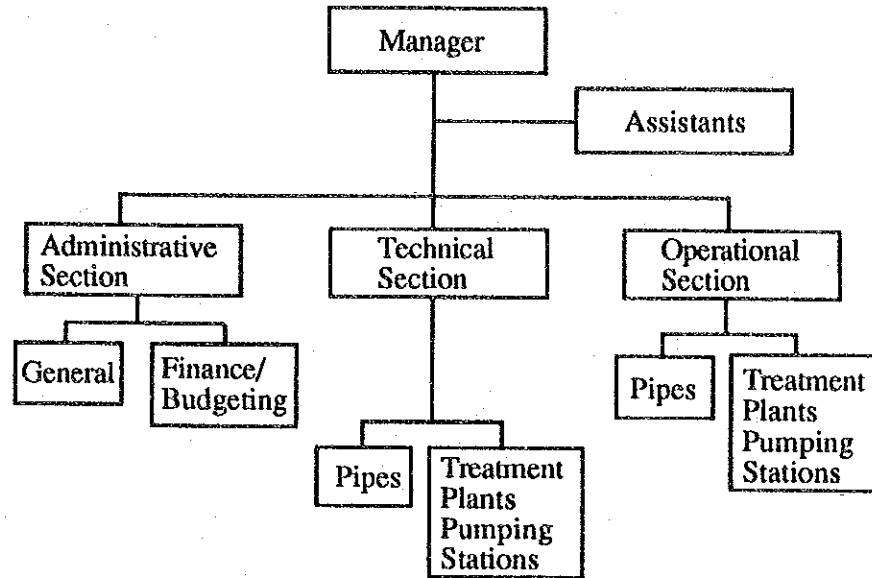 Manager
Assistants
Administrative
Section
Technical
Section
Operational
Section
General
Finance/
Budgeting
Pipes
Treatment
Plants
Pumping
Stations
Pipes
Treatment
Plants
Pumping
Stations